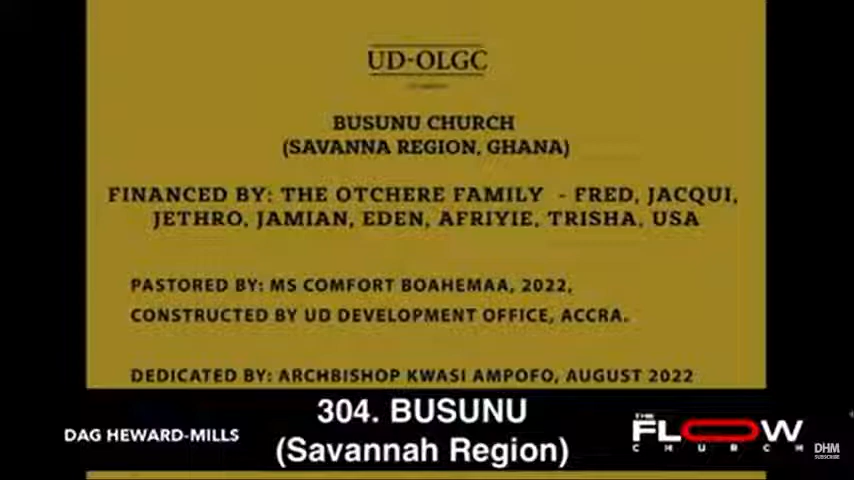 UD-OLGC
BUSUNU CHURCH
(SAVANNA REGION, GHANA)
FINANCED BY: THE OTCHERE FAMILY - FRED, JACQUI,
JETHRO, JAMIAN, EDEN, AFRIYIE, TRISHA, USA
PASTORED BY: MS COMFORT BOAHEMAA, 2022,
CONSTRUCTED BY UD DEVELOPMENT OFFICE, ACCRA.
DEDICATED BY: ARCHBISHOP KWASI AMPOFO, AUGUST 2022
304. BUSUNU
(Savannah Region)
DAG HEWARD-MILLS
THE
FLOW
CHURCH
DHM
SUBSCRIBE